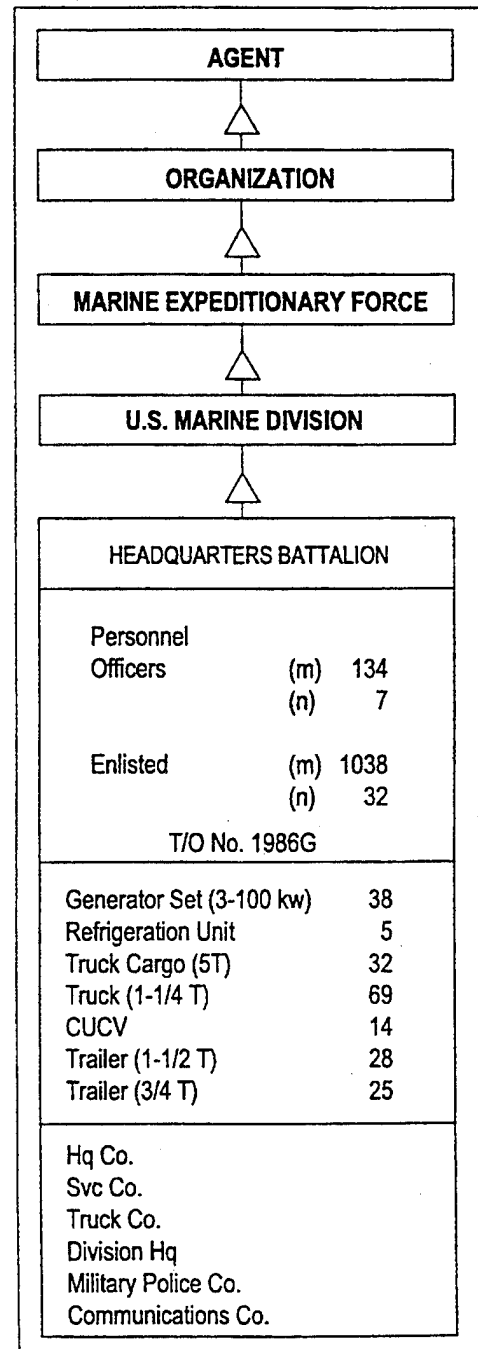 AGENT
ORGANIZATION
MARINE EXPEDITIONARY FORCE
U.S. MARINE DIVISION
HEADQUARTERS BATTALION
Personnel
Officers (m) 134
(n) 7
Enlisted (m) 1038
(n) 32
T/O No. 1986G
Generator Set (3-100 kw) 38
Refrigeration Unit 5
Truck Cargo (5T) 32
Truck (1-1/4 T) 69
CUCV 14
Trailer (1-1/2 T) 28
Trailer (3/4 T) 25
Hq Co.
Svc Co.
Truck Co.
Division Hq
Military Police Co.
Communications Co.